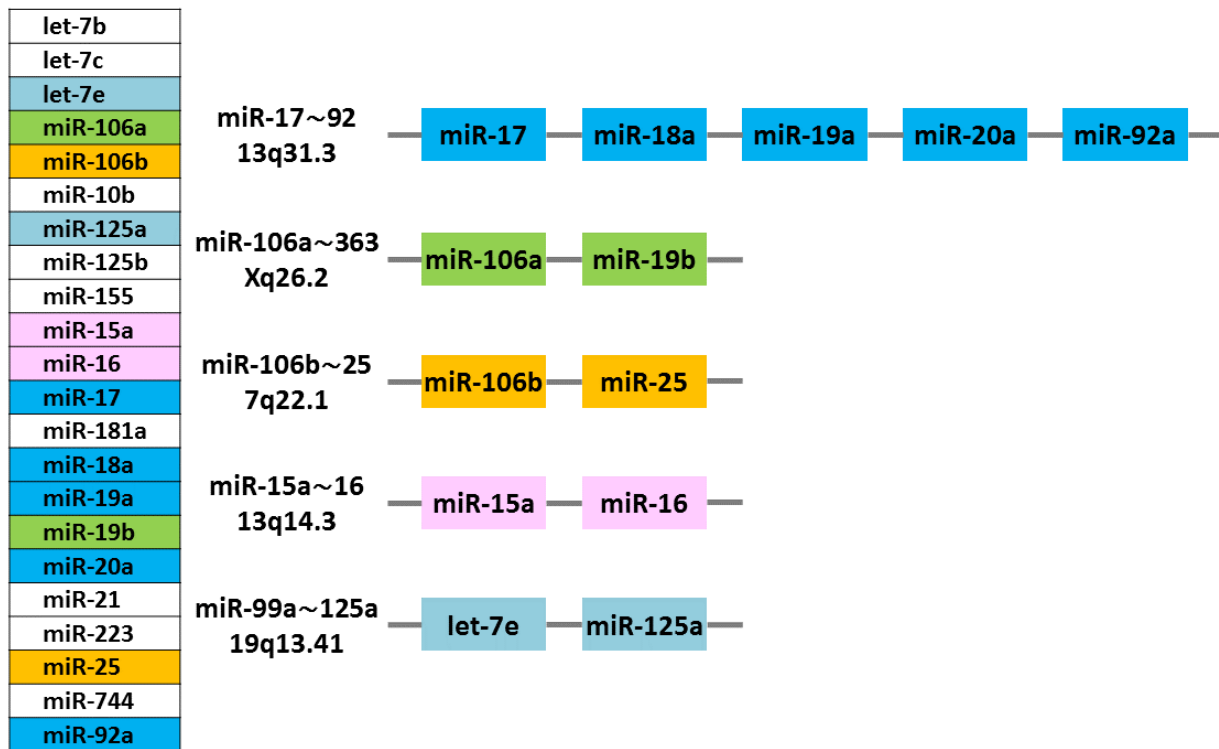 let-7b
let-7c
let-7e
miR-106a
miR-106b
miR-10b
miR-125a
miR-125b
miR-155
miR-15a
miR-16
miR-17
miR-181a
miR-18a
miR-19a
miR-19b
miR-20a
miR-21
miR-223
miR-25
miR-744
miR-92a
miR-17~92
13q31.3
miR-17 miR-18a miR-19a miR-20a miR-92a
miR-106a~363
Xq26.2
miR-106a miR-19b
miR-106b~25
7q22.1
miR-106b miR-25
miR-15a~16
13q14.3
miR-15a miR-16
miR-99a~125a
19q13.41
let-7e miR-125a